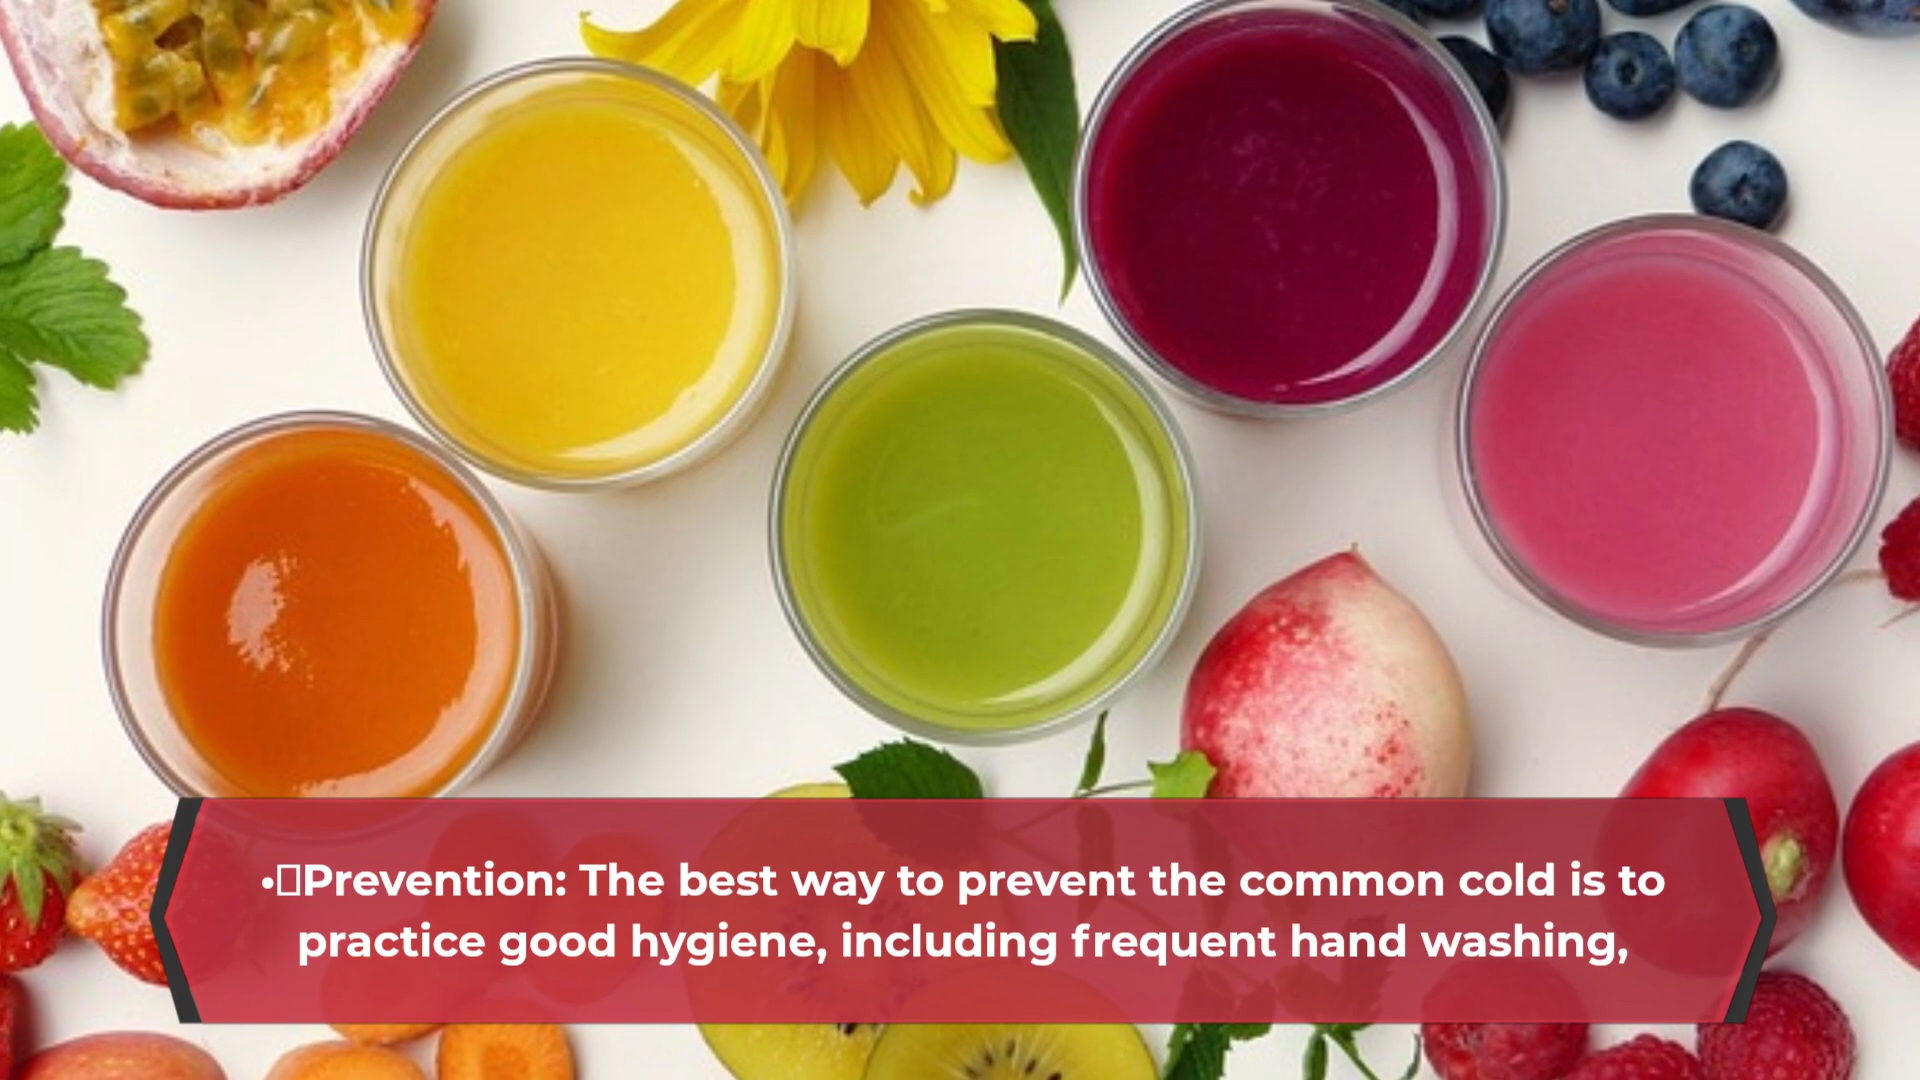 •▯Prevention: The best way to prevent the common cold is to
practice good hygiene, including frequent hand washing,